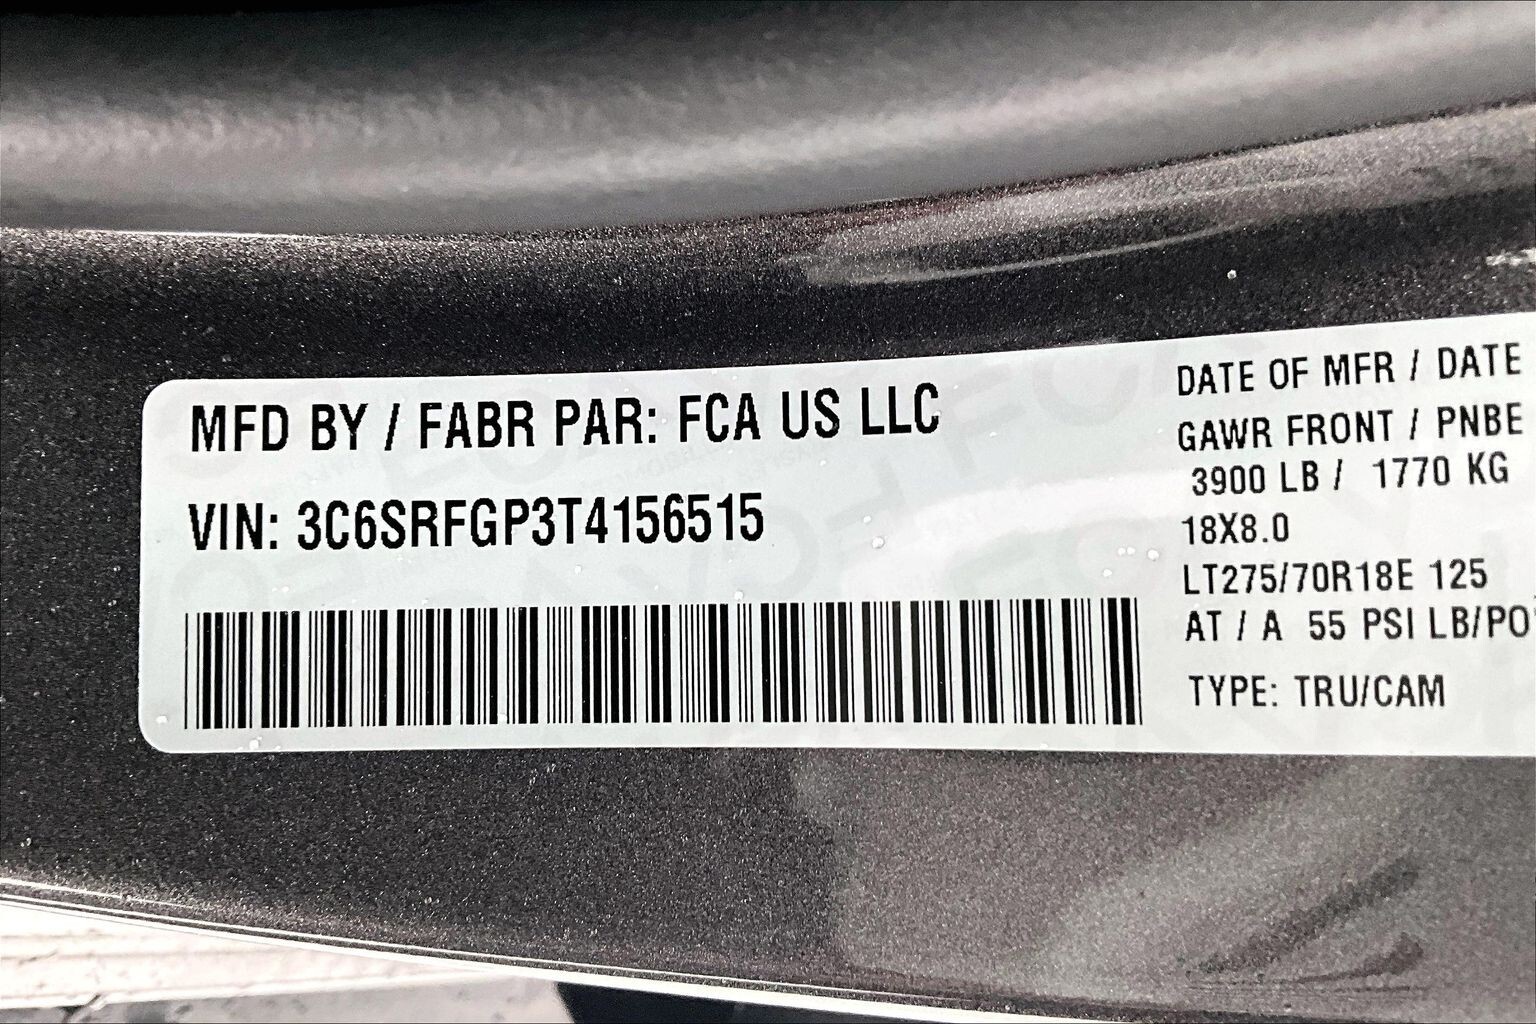 MFD BY / FABR PAR: FCA US LLC
VIN: 3C6SRFGP3T4156515
DATE OF MFR / DATE
GAWR FRONT / PNBE
3900 LB / 1770 KG
18X8.0
LT275/70R18E 125
AT / A 55 PSI LB/PO
TYPE: TRU/CAM